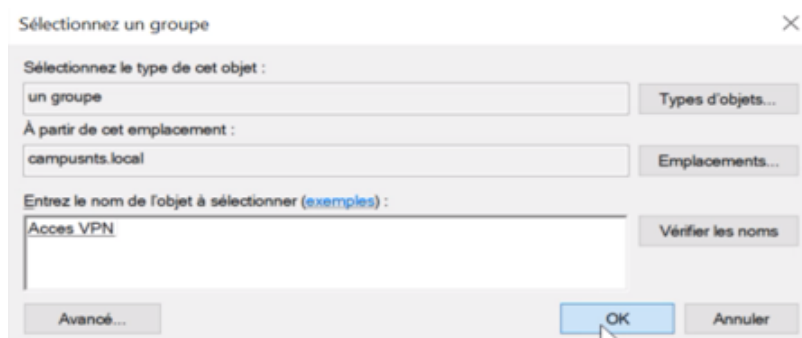 Sélectionnez un groupe
Sélectionnez le type de cet objet :
un groupe
Types d'objets...
À partir de cet emplacement :
campusnts.local
Emplacements...
Entrez le nom de l'objet à sélectionner (exemples) :
Acces VPN
Vérifier les noms
Avancé...
OK
Annuler